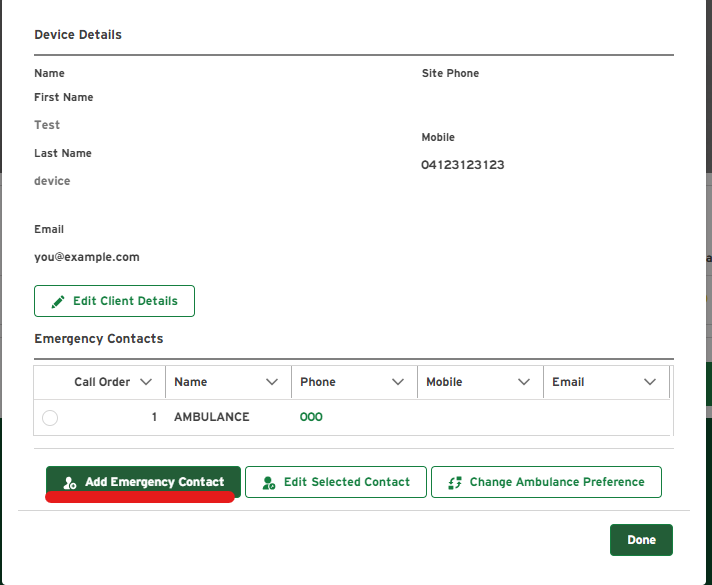 Device Details
Name
Site Phone
First Name
Test
Mobile
Last Name
04123123123
device
Email
you@example.com
Edit Client Details
Emergency Contacts
Call Order Name Phone Mobile Email
1 AMBULANCE 000
Add Emergency Contact Edit Selected Contact Change Ambulance Preference
Done